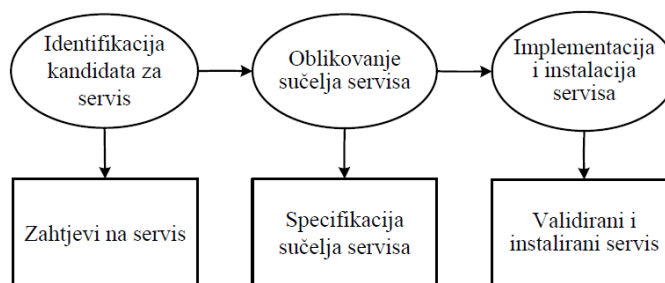 Identifikacija
kandidata za
servis
Oblikovanje
sučelja servisa
Implementacija
i instalacija
servisa
Zahtjevi na servis
Specifikacija
sučelja servisa
Validirani i
instalirani servis